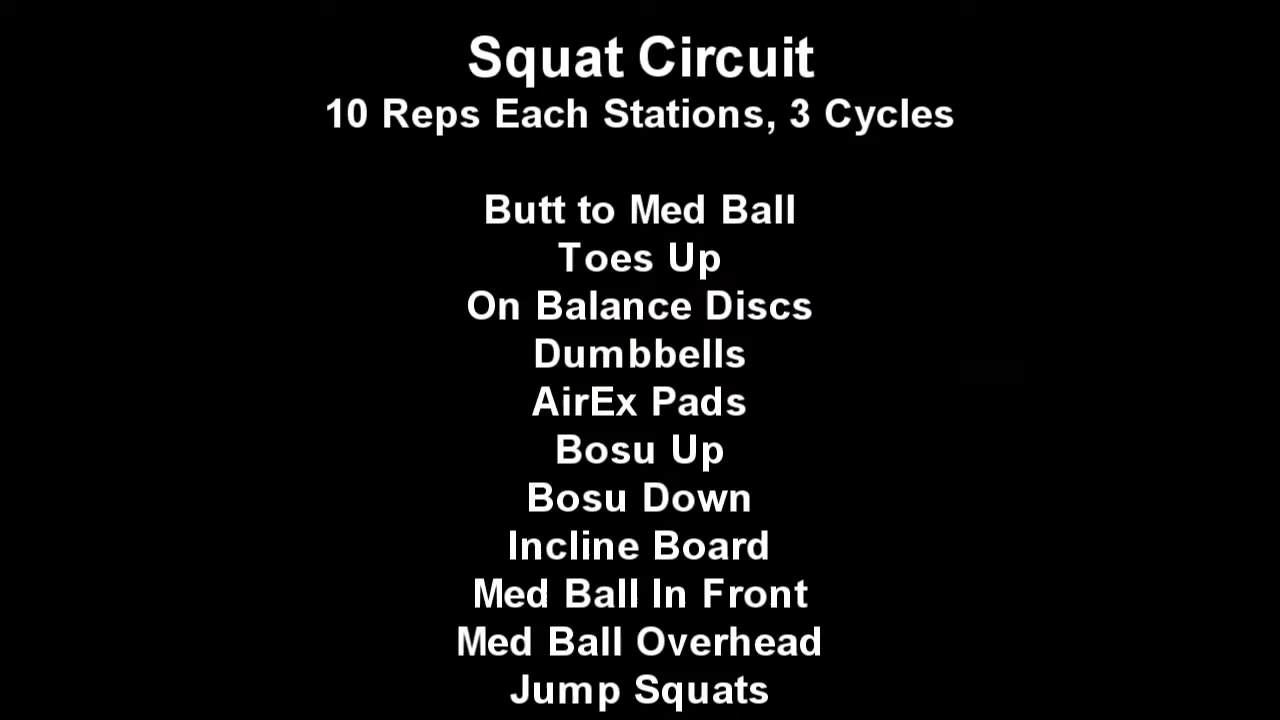 Squat Circuit
10 Reps Each Stations, 3 Cycles
Butt to Med Ball
Toes Up
On Balance Discs
Dumbbells
AirEx Pads
Bosu Up
Bosu Down
Incline Board
Med Ball In Front
Med Ball Overhead
Jump Squats